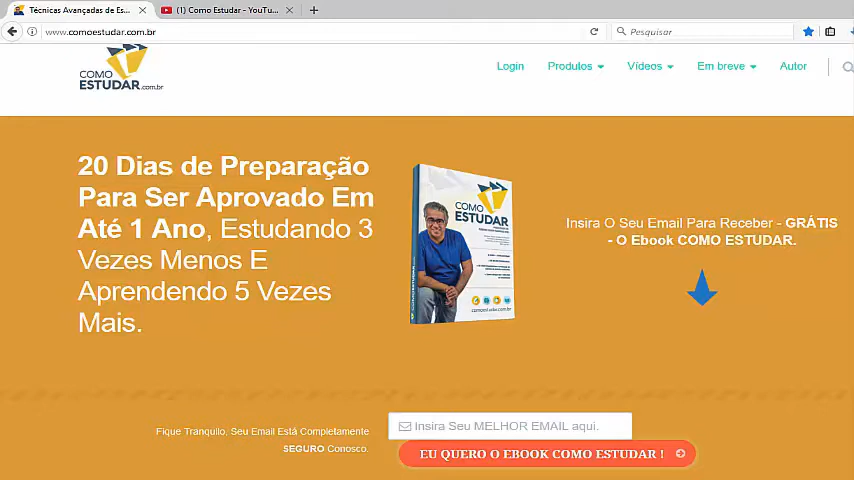 Técnicas Avançadas de Es...
(1) Como Estudar - YouTu...
www.comoestudar.com.br
Pesquisar
COMO
ESTUDAR.com.br
Login
Produtos
Vídeos
Em breve
Autor
20 Dias de Preparação
Para Ser Aprovado Em
Até 1 Ano, Estudando 3
Vezes Menos E
Aprendendo 5 Vezes
Mais.
COMO
ESTUDAR
comoestudar.com.br
Insira O Seu Email Para Receber - GRÁTIS
- O Ebook COMO ESTUDAR.
Fique Tranquilo, Seu Email Está Completamente
SEGURO Conosco.
Insira Seu MELHOR EMAIL aqui.
EU QUERO O EBOOK COMO ESTUDAR !